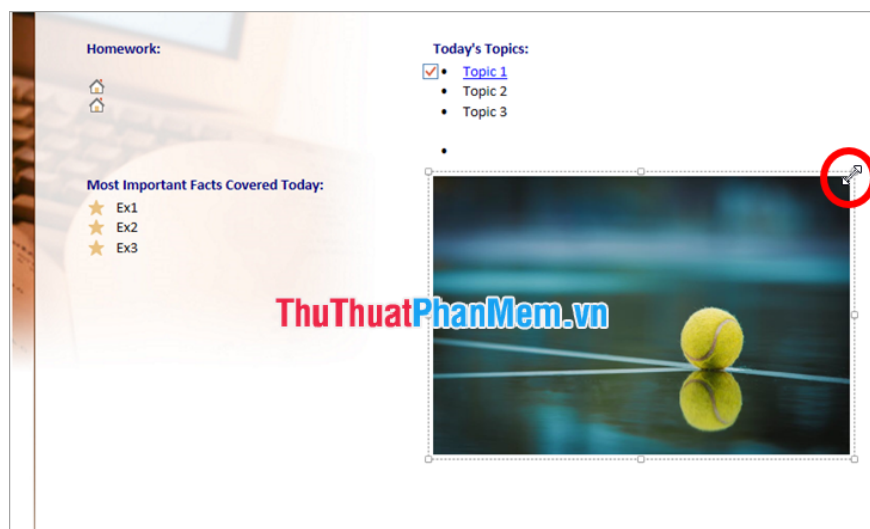 Homework:
Today's Topics:
Topic 1
Topic 2
Topic 3
Most Important Facts Covered Today:
Ex1
Ex2
Ex3
ThuThuatPhanMem.vn